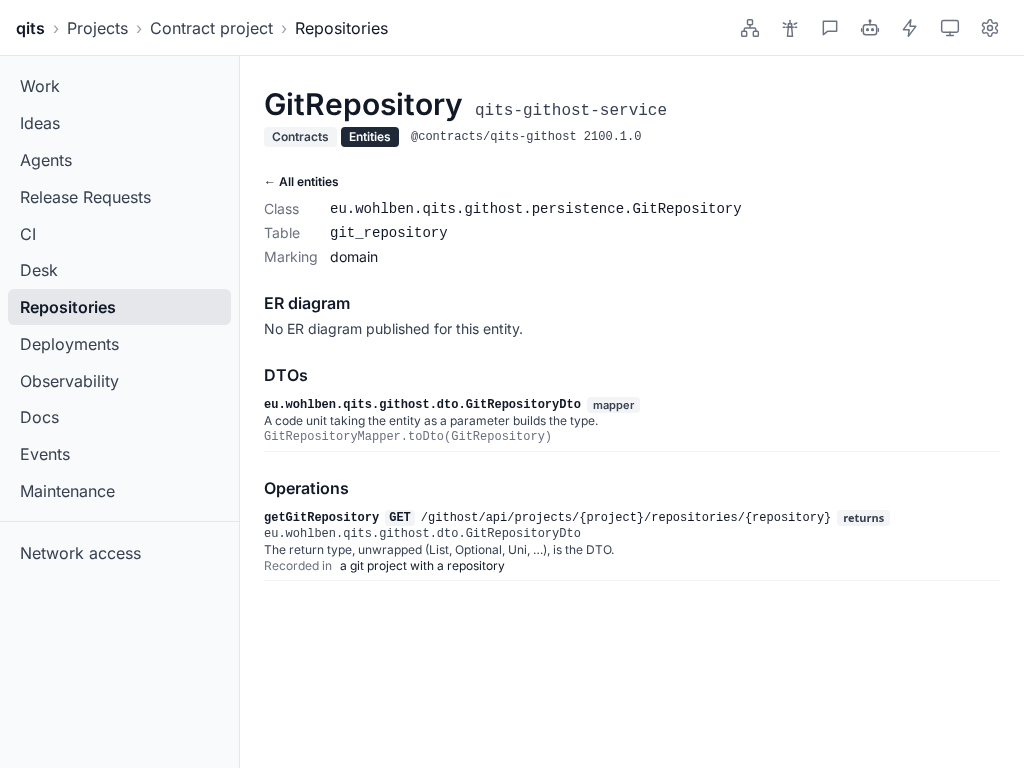 qits › Projects › Contract project › Repositories
Work
Ideas
Agents
Release Requests
CI
Desk
Repositories
Deployments
Observability
Docs
Events
Maintenance
Network access
GitRepository qits-githost-service
Contracts Entities @contracts/qits-githost 2100.1.0
← All entities
Class eu.wohlben.qits.githost.persistence.GitRepository
Table git_repository
Marking domain
ER diagram
No ER diagram published for this entity.
DTOs
eu.wohlben.qits.githost.dto.GitRepositoryDto mapper
A code unit taking the entity as a parameter builds the type.
GitRepositoryMapper.toDto(GitRepository)
Operations
getGitRepository GET /githost/api/projects/{project}/repositories/{repository} returns
eu.wohlben.qits.githost.dto.GitRepositoryDto
The return type, unwrapped (List, Optional, Uni, …), is the DTO.
Recorded in a git project with a repository